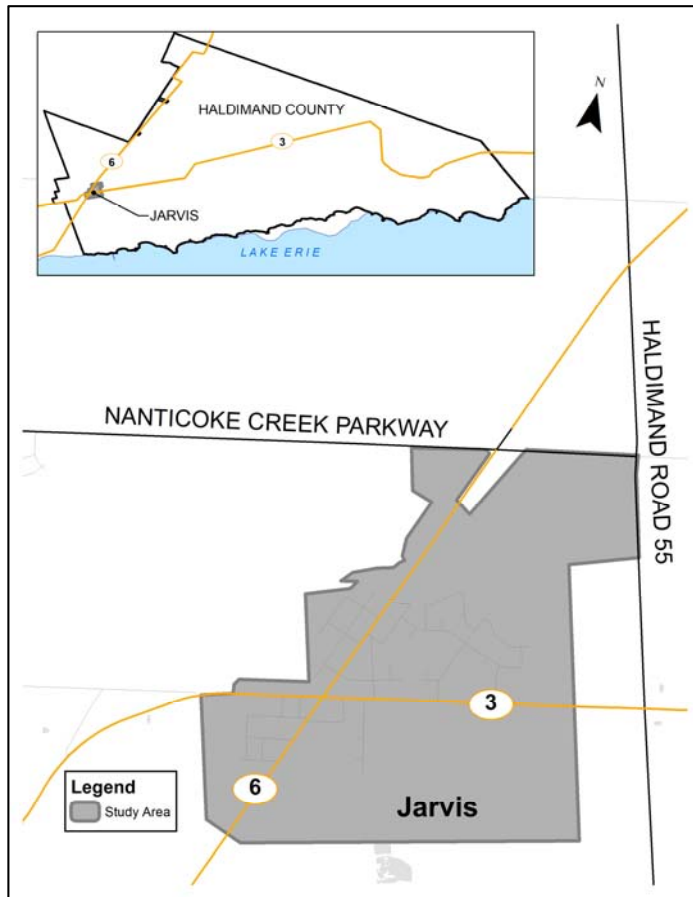 HALDIMAND COUNTY
3
6
JARVIS
LAKE ERIE
N
HALDIMAND ROAD 55
NANTICOKE CREEK PARKWAY
3
6
Jarvis
Legend
Study Area